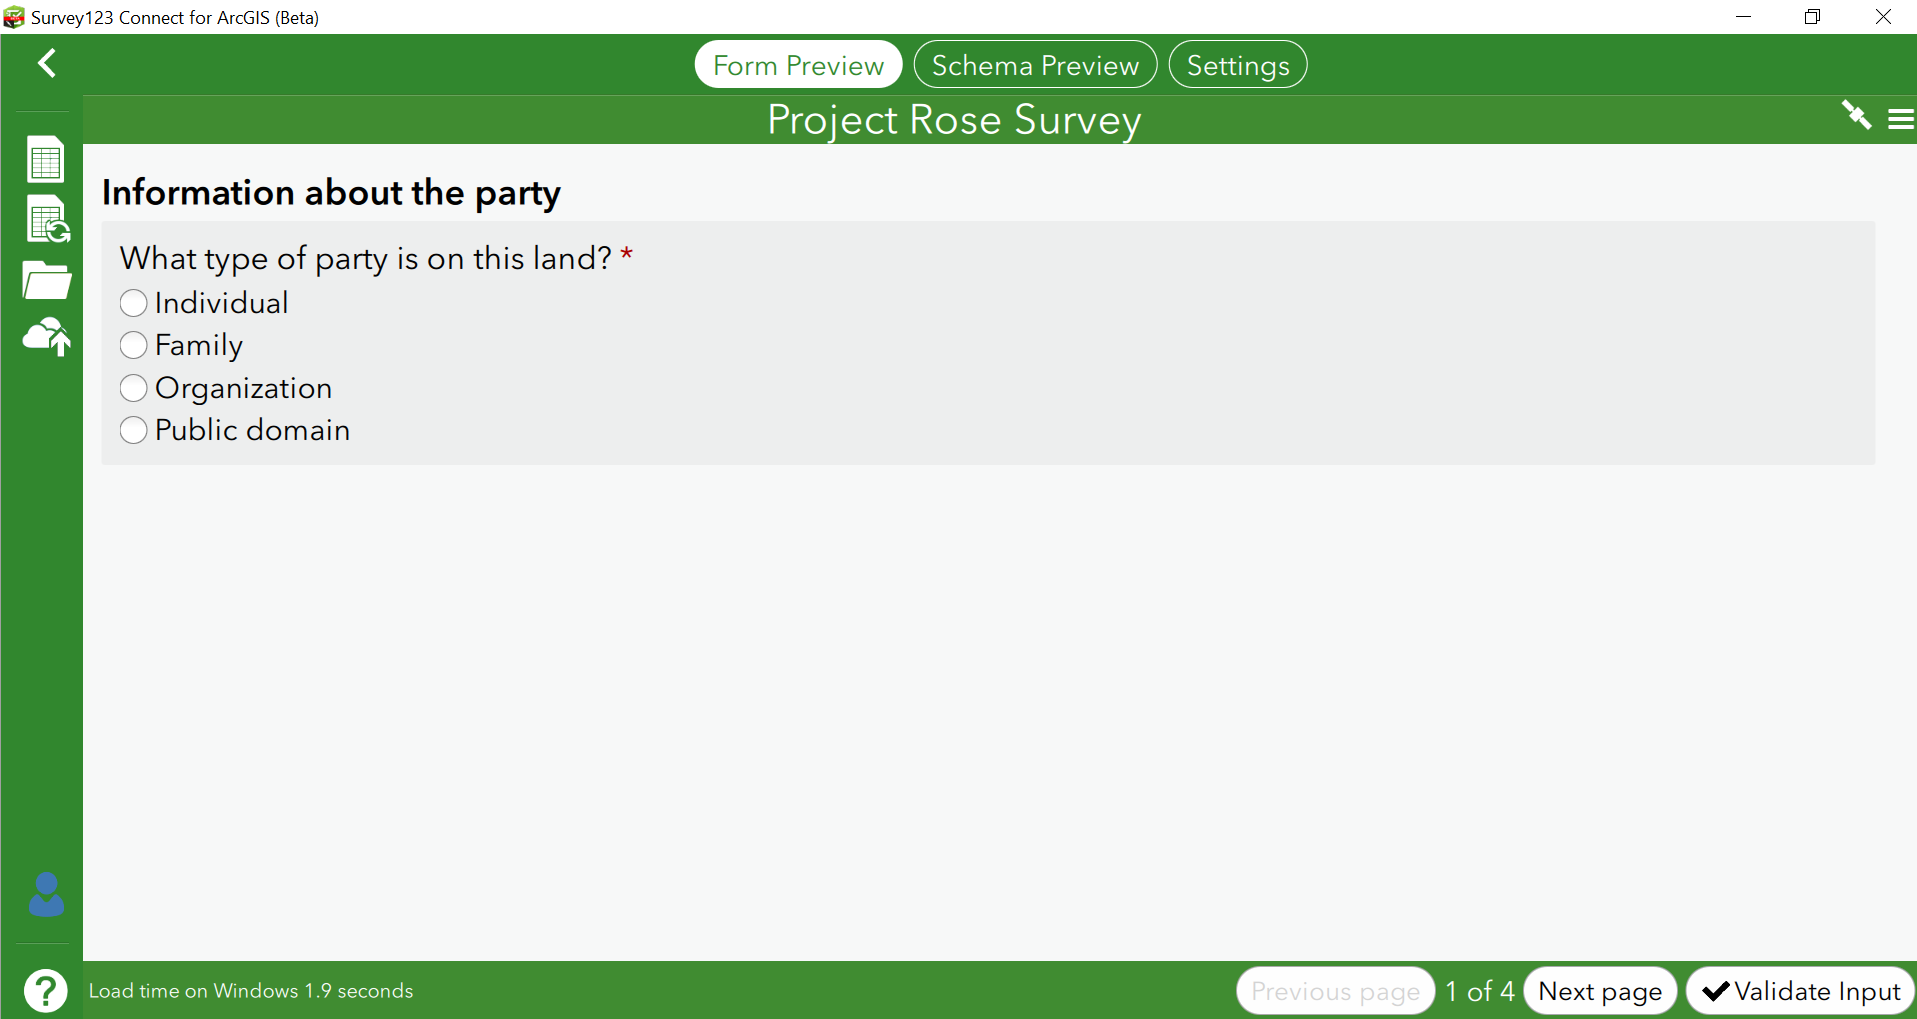 Survey123 Connect for ArcGIS (Beta)
Form Preview Schema Preview Settings
Project Rose Survey
Information about the party
What type of party is on this land? *
Individual
Family
Organization
Public domain
?
Load time on Windows 1.9 seconds
Previous page 1 of 4 Next page Validate Input